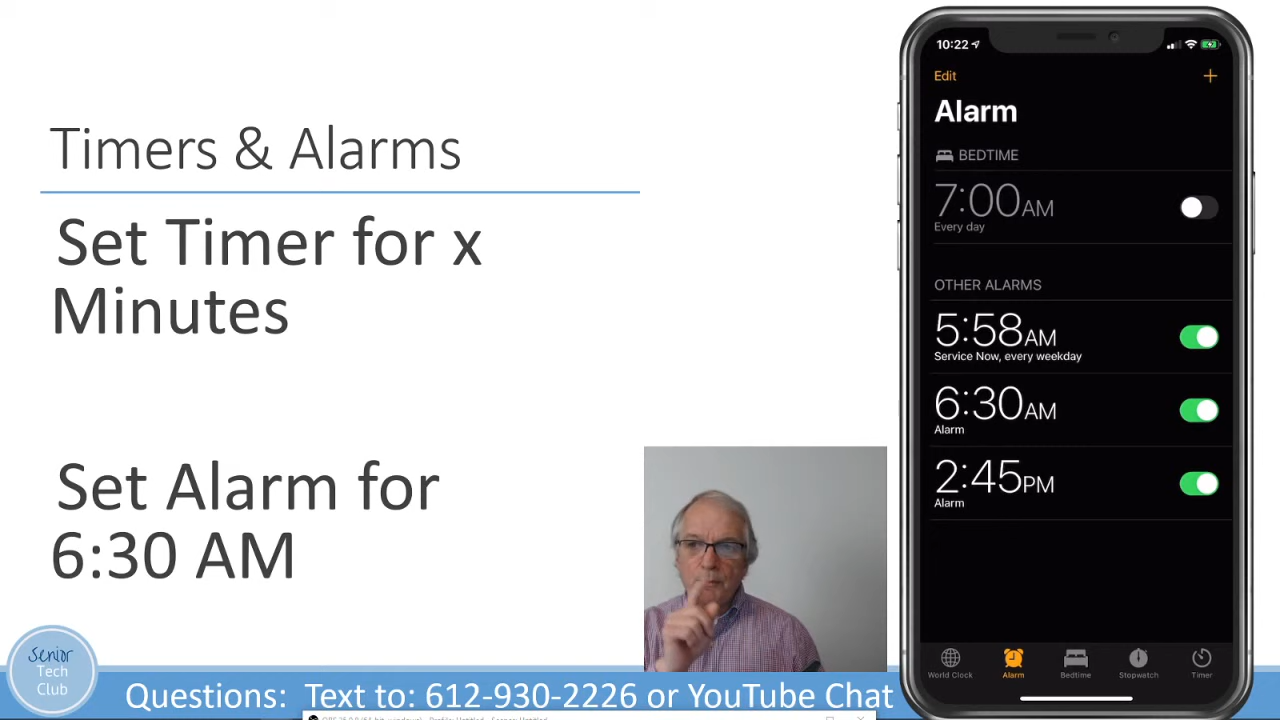 Timers & Alarms
Set Timer for x
Minutes
Set Alarm for
6:30 AM
Senior
Tech
Club
Questions: Text to: 612-930-2226 or YouTube Chat
10:22
Edit
+
Alarm
BEDTIME
7:00AM
Every day
OTHER ALARMS
5:58AM
Service Now, every weekday
6:30AM
Alarm
2:45PM
Alarm
World Clock
Alarm
Bedtime
Stopwatch
Timer